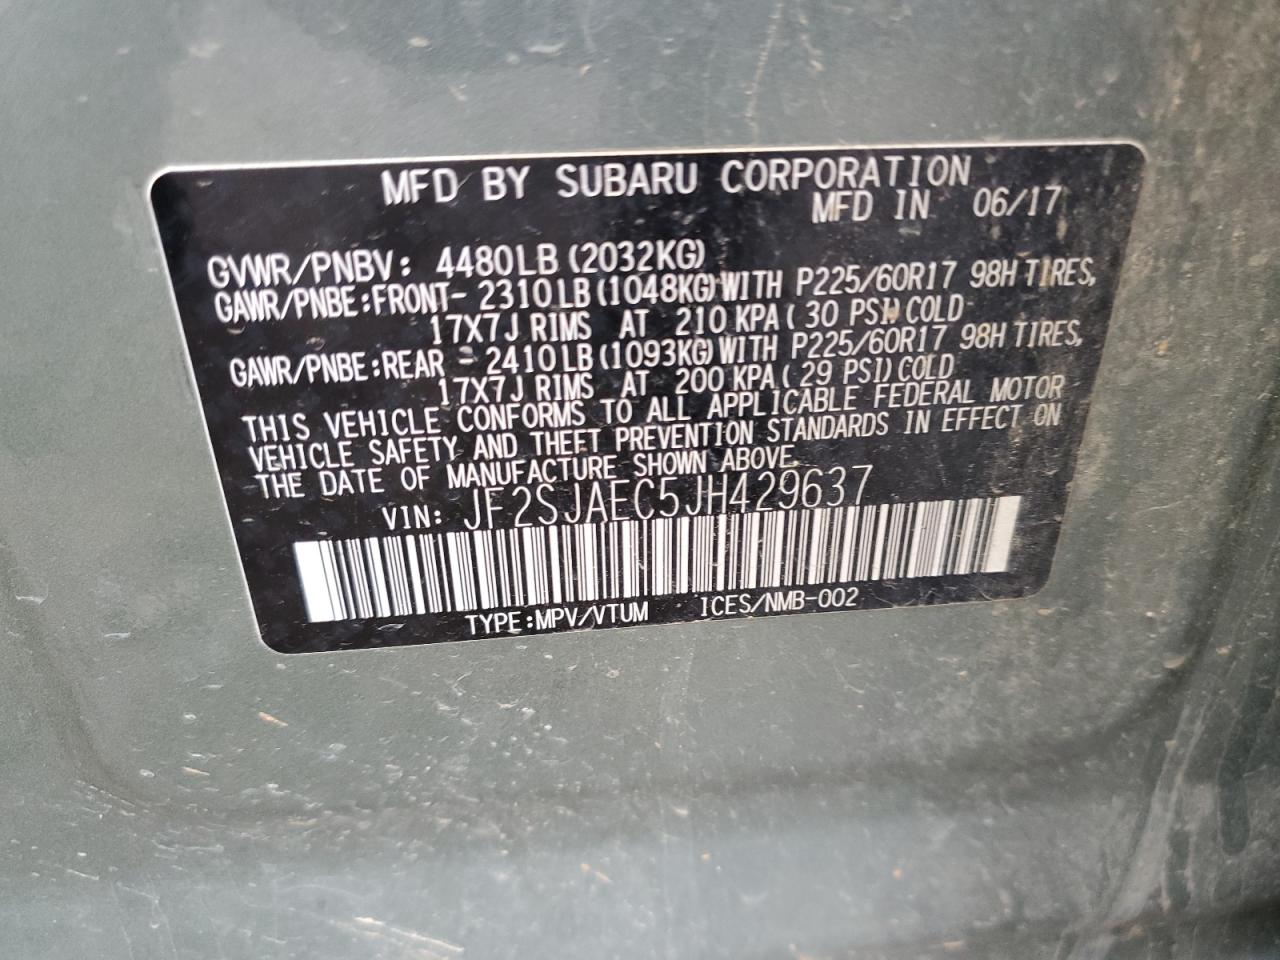 MFD BY SUBARU CORPORATION
MFD IN 06/17
GVWR/PNBV: 4480LB (2032KG)
GAWR/PNBE:FRONT- 2310LB (1048KG) WITH P225/60R17 98H TIRES,
17X7J RIMS AT 210 KPA (30 PSI) COLD
GAWR/PNBE:REAR - 2410LB (1093KG) WITH P225/60R17 98H TIRES,
17X7J RIMS AT 200 KPA (29 PSI) COLD
THIS VEHICLE CONFORMS TO ALL APPLICABLE FEDERAL MOTOR
VEHICLE SAFETY AND THEFT PREVENTION STANDARDS IN EFFECT ON
THE DATE OF MANUFACTURE SHOWN ABOVE.
VIN: JF2SJAEC5JH429637
TYPE:MPV/VTUM ICES/NMB-002